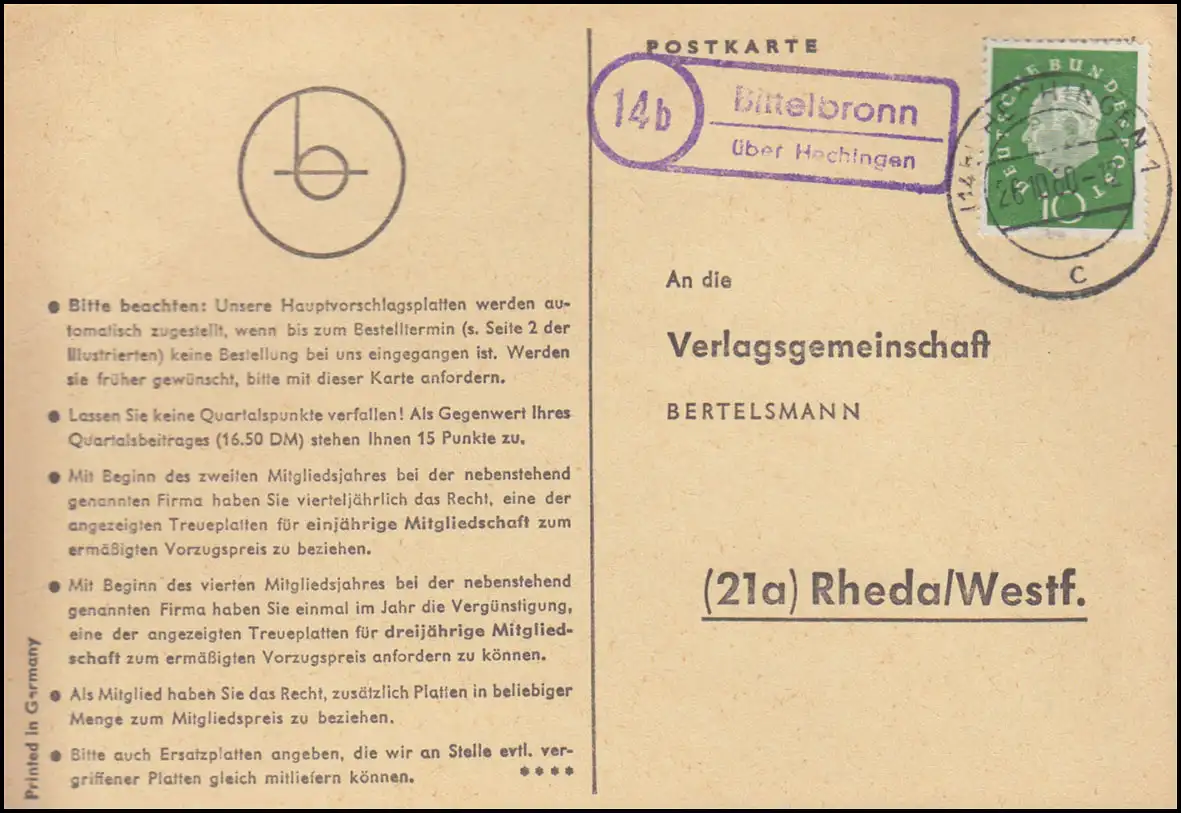 ● Bitte beachten: Unsere Hauptvorschlagsplatten werden au-
tomatisch zugestellt, wenn bis zum Bestelltermin (s. Seite 2 der
Illustrierten) keine Bestellung bei uns eingegangen ist. Werden
sie früher gewünscht, bitte mit dieser Karte anfordern.
● Lassen Sie keine Quartalspunkte verfallen! Als Gegenwert Ihres
Quartalsbeitrages (16.50 DM) stehen Ihnen 15 Punkte zu.
● Mit Beginn des zweiten Mitgliedsjahres bei der nebenstehend
genannten Firma haben Sie vierteljährlich das Recht, eine der
angezeigten Treueplatten für einjährige Mitgliedschaft zum
ermäßigten Vorzugspreis zu beziehen.
● Mit Beginn des vierten Mitgliedsjahres bei der nebenstehend
genannten Firma haben Sie einmal im Jahr die Vergünstigung,
eine der angezeigten Treueplatten für dreijährige Mitglied-
schaft zum ermäßigten Vorzugspreis anfordern zu können.
● Als Mitglied haben Sie das Recht, zusätzlich Platten in beliebiger
Menge zum Mitgliedspreis zu beziehen.
● Bitte auch Ersatzplatten angeben, die wir an Stelle evtl. ver-
griffener Platten gleich mitliefern können.
****
Printed in Germany
POSTKARTE
14b
Bittelbronn
über Hechingen
DEUTSCHE BUNDESPOST
10
(14b) HECHINGEN 1
26.10.60-12
c
An die
Verlagsgemeinschaft
BERTELSMANN
(21a) Rheda/Westf.